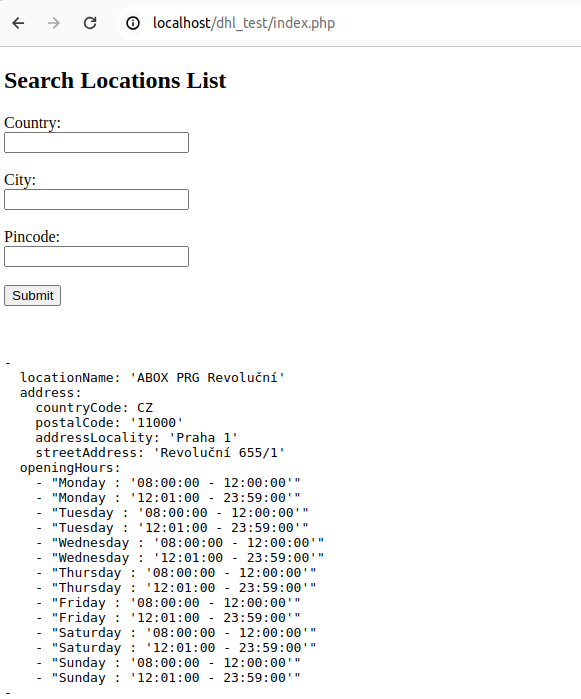 localhost/dhl_test/index.php
Search Locations List
Country:
City:
Pincode:
Submit
-
  locationName: 'ABOX PRG Revoluční'
  address:
    countryCode: CZ
    postalCode: '11000'
    addressLocality: 'Praha 1'
    streetAddress: 'Revoluční 655/1'
  openingHours:
    - "Monday : '08:00:00 - 12:00:00'"
    - "Monday : '12:01:00 - 23:59:00'"
    - "Tuesday : '08:00:00 - 12:00:00'"
    - "Tuesday : '12:01:00 - 23:59:00'"
    - "Wednesday : '08:00:00 - 12:00:00'"
    - "Wednesday : '12:01:00 - 23:59:00'"
    - "Thursday : '08:00:00 - 12:00:00'"
    - "Thursday : '12:01:00 - 23:59:00'"
    - "Friday : '08:00:00 - 12:00:00'"
    - "Friday : '12:01:00 - 23:59:00'"
    - "Saturday : '08:00:00 - 12:00:00'"
    - "Saturday : '12:01:00 - 23:59:00'"
    - "Sunday : '08:00:00 - 12:00:00'"
    - "Sunday : '12:01:00 - 23:59:00'"
-